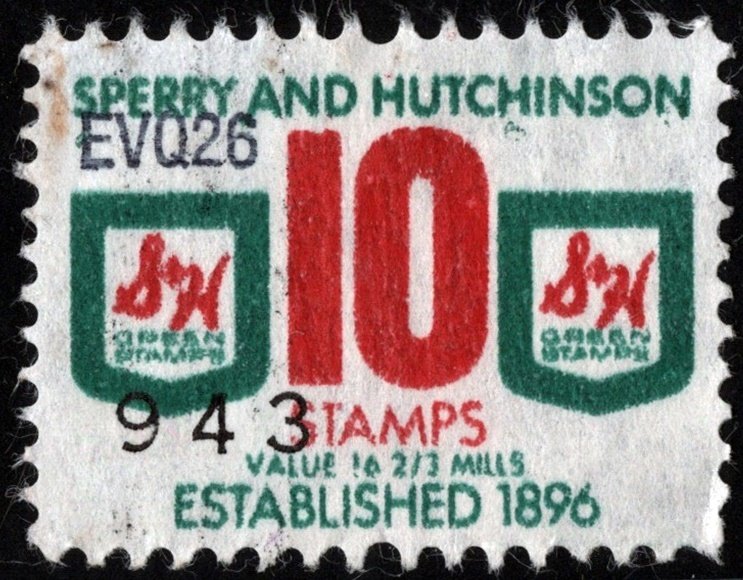 SPERRY AND HUTCHINSON
EVQ26
10
S&H
GREEN
STAMPS
S&H
GREEN
STAMPS
943
STAMPS
VALUE 16 2/3 MILLS
ESTABLISHED 1896